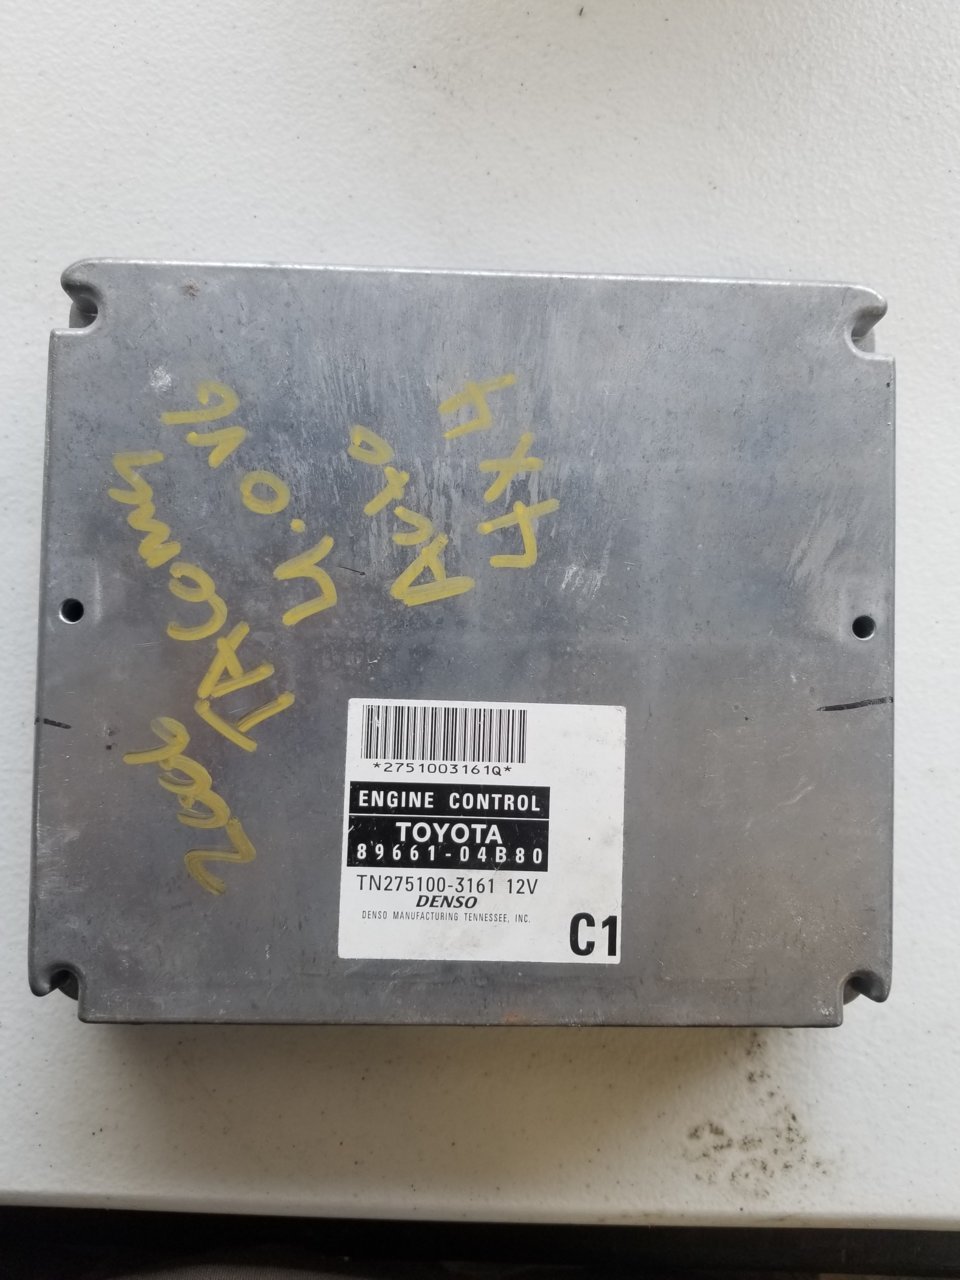 2008
TACOMA
4.0 V6
AUTO
4X4
*2751003161Q*
ENGINE CONTROL
TOYOTA
89661-04B80
TN275100-3161 12V
DENSO
DENSO MANUFACTURING TENNESSEE, INC.
C1